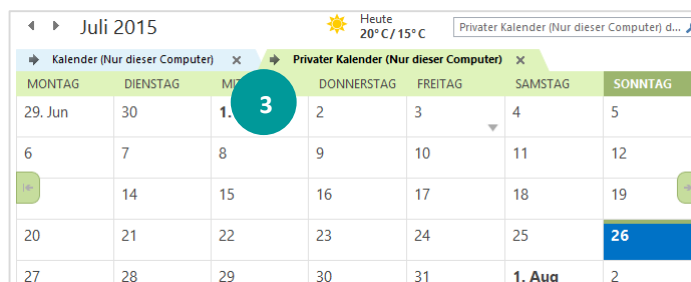 Juli 2015
Heute
20° C / 15° C
Privater Kalender (Nur dieser Computer) d...
Kalender (Nur dieser Computer)
Privater Kalender (Nur dieser Computer)
MONTAG DIENSTAG DONNERSTAG FREITAG SAMSTAG SONNTAG
29. Jun 30 1. 3 2 3 4 5
6 7 8 9 10 11 12
14 15 16 17 18 19
20 21 22 23 24 25 26
27 28 29 30 31 1. Aug 2